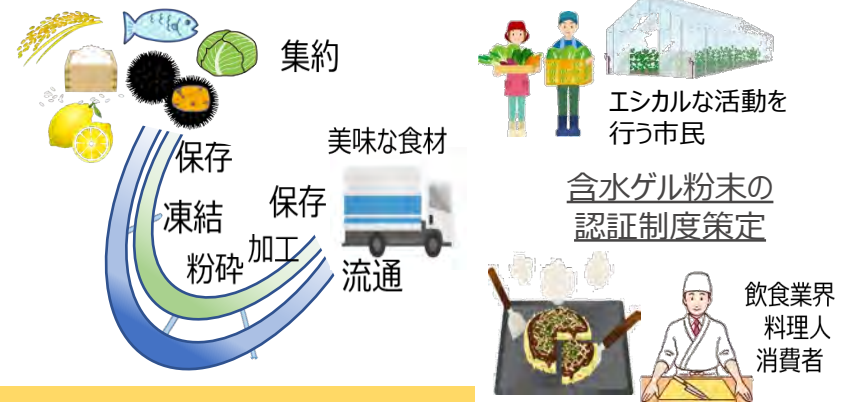 集約
保存
凍結
粉砕
加工
保存
美味な食材
流通
エシカルな活動を
行う市民
含水ゲル粉末の
認証制度策定
飲食業界
料理人
消費者